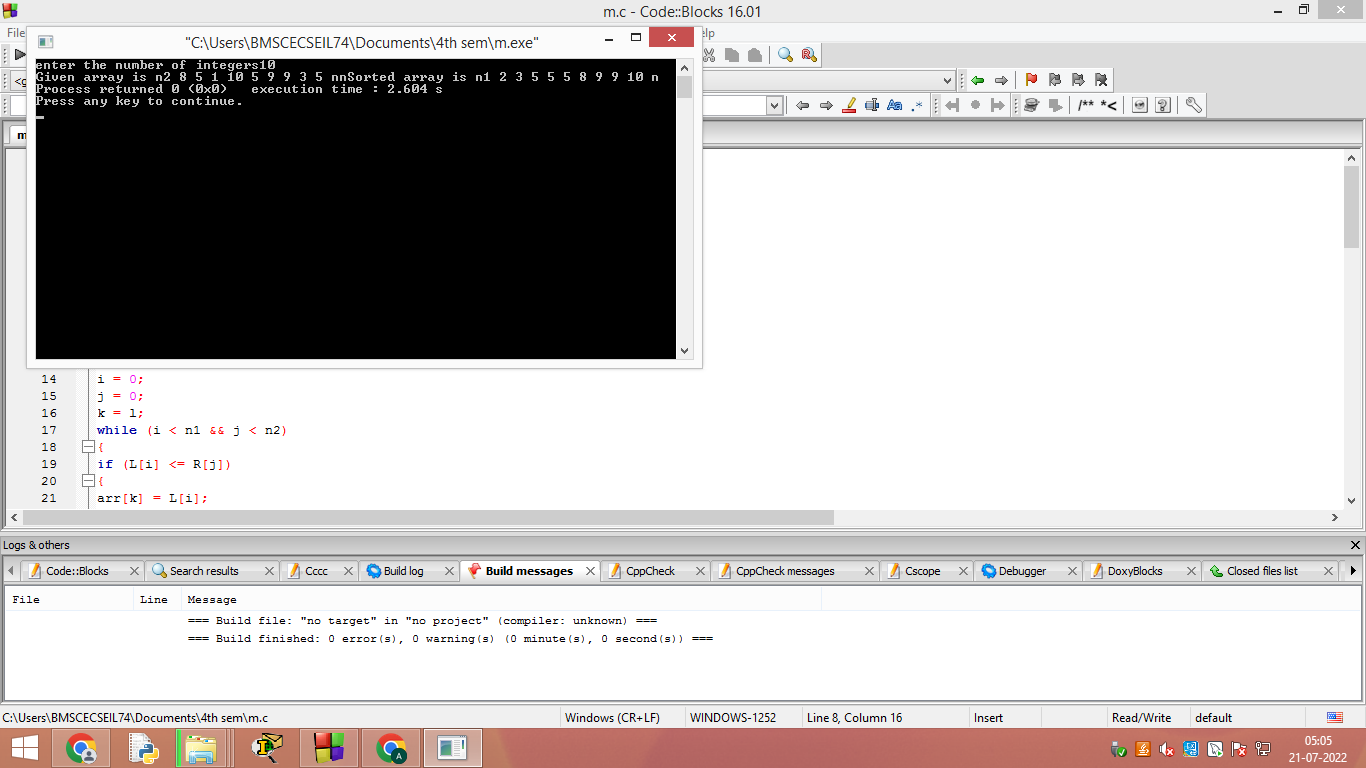 m.c - Code::Blocks 16.01
File
elp
"C:\Users\BMSCECSEIL74\Documents\4th sem\m.exe"
enter the number of integers10
Given array is n2 8 5 1 10 5 9 9 3 5 nnSorted array is n1 2 3 5 5 5 8 9 9 10 n
Process returned 0 (0x0)   execution time : 2.604 s
Press any key to continue.
<g
/** *<
Aa .*
m
14 i = 0;
15 j = 0;
16 k = l;
17 while (i < n1 && j < n2)
18 {
19 if (L[i] <= R[j])
20 {
21 arr[k] = L[i];
Logs & others
Code::Blocks Search results Cccc Build log Build messages CppCheck CppCheck messages Cscope Debugger DoxyBlocks Closed files list
File Line Message
=== Build file: "no target" in "no project" (compiler: unknown) ===
=== Build finished: 0 error(s), 0 warning(s) (0 minute(s), 0 second(s)) ===
C:\Users\BMSCECSEIL74\Documents\4th sem\m.c Windows (CR+LF) WINDOWS-1252 Line 8, Column 16 Insert Read/Write default
A
05:05
21-07-2022